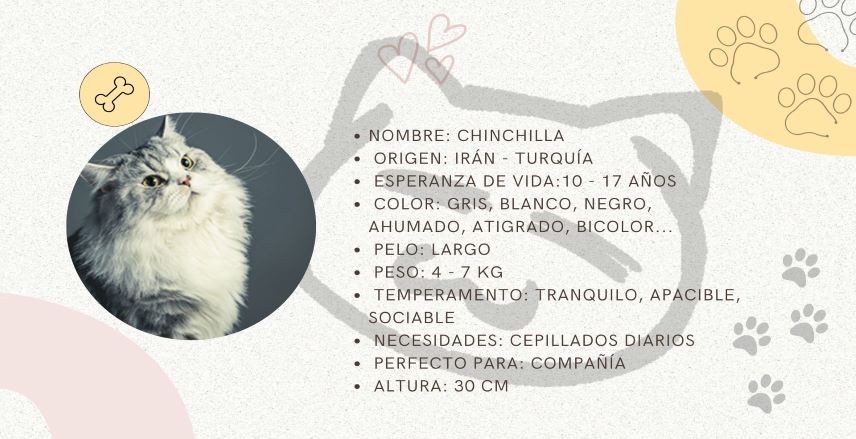 • NOMBRE: CHINCHILLA
• ORIGEN: IRÁN - TURQUÍA
• ESPERANZA DE VIDA:10 - 17 AÑOS
• COLOR: GRIS, BLANCO, NEGRO,
AHUMADO, ATIGRADO, BICOLOR...
• PELO: LARGO
• PESO: 4 - 7 KG
• TEMPERAMENTO: TRANQUILO, APACIBLE,
SOCIABLE
• NECESIDADES: CEPILLADOS DIARIOS
• PERFECTO PARA: COMPAÑÍA
• ALTURA: 30 CM